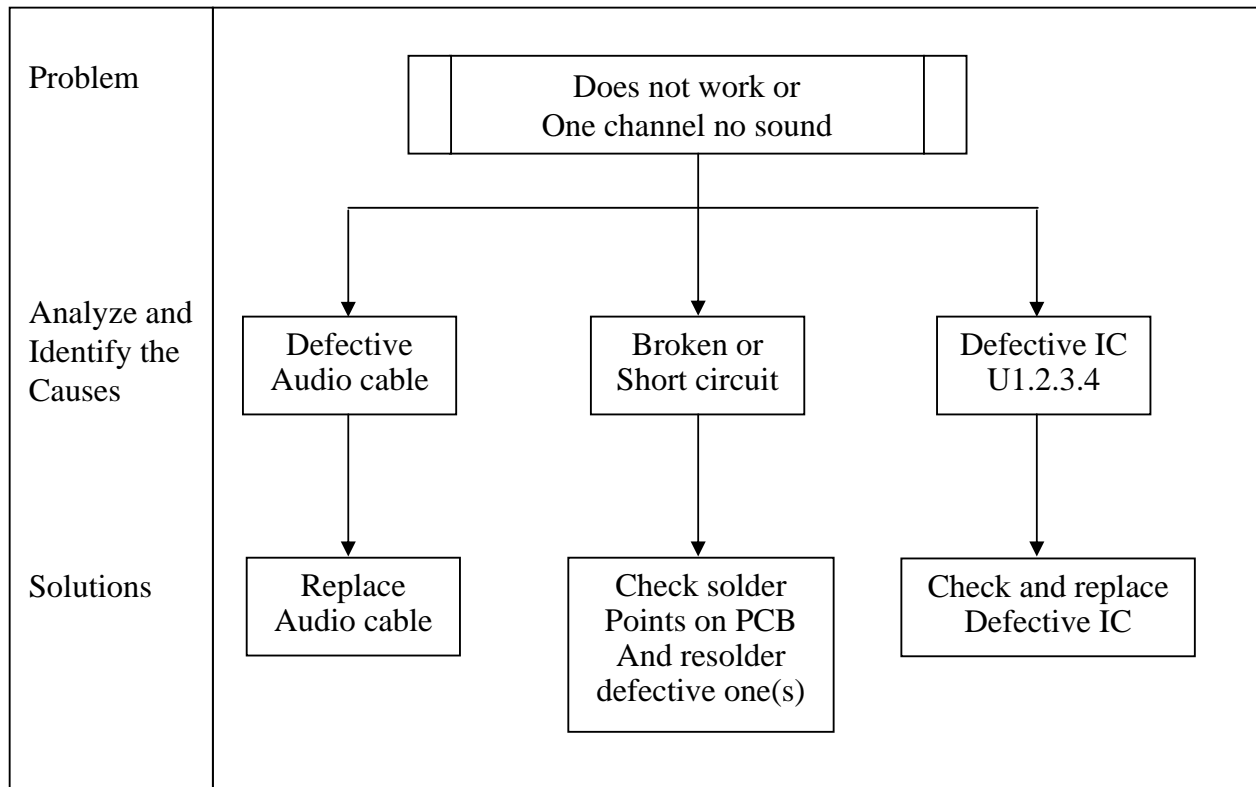 Problem
Does not work or
One channel no sound
Analyze and
Identify the
Causes
Defective
Audio cable
Broken or
Short circuit
Defective IC
U1.2.3.4
Solutions
Replace
Audio cable
Check solder
Points on PCB
And resolder
defective one(s)
Check and replace
Defective IC